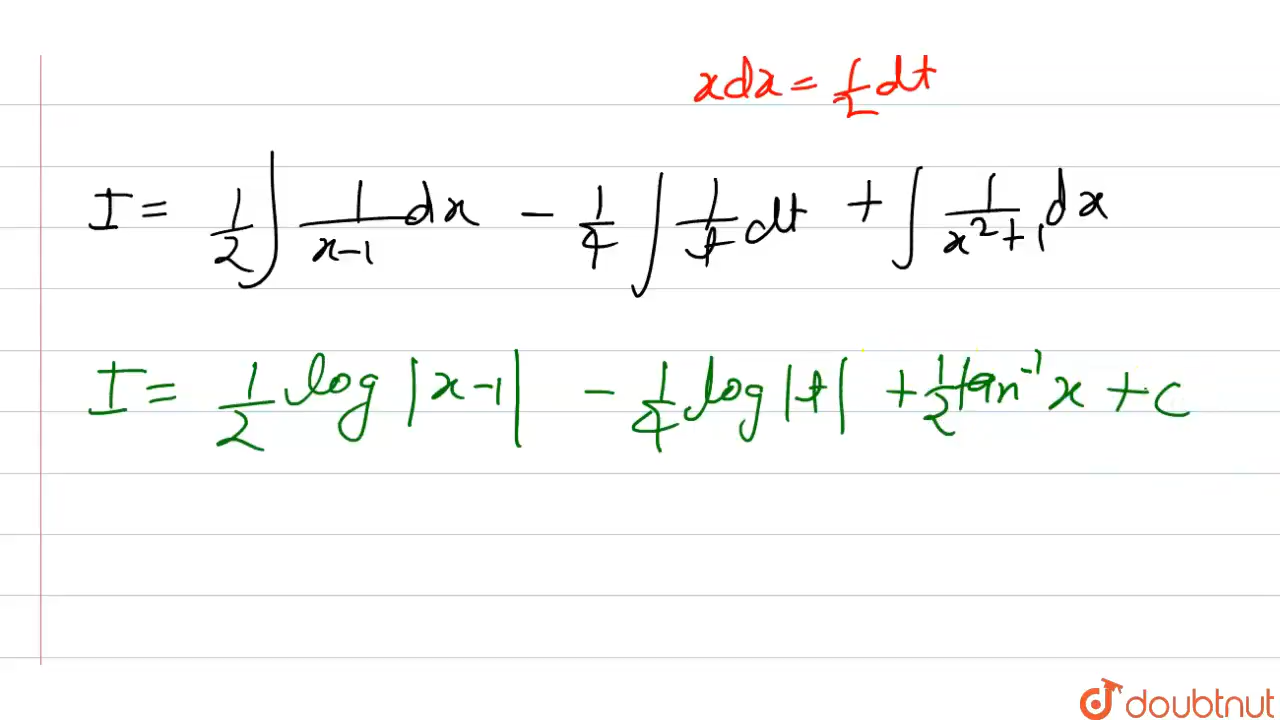 xdx = 1/2 dt
I = 1/2 ∫ 1/(x-1) dx - 1/4 ∫ 1/t dt + ∫ 1/(x²+1) dx
I = 1/2 log |x-1| - 1/4 log |t| + 1/2 tan⁻¹ x + c
doubtnut